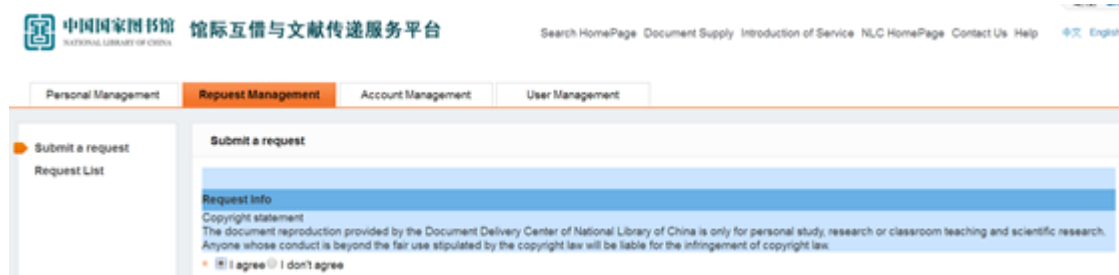 中国国家图书馆 馆际互借与文献传递服务平台
NATIONAL LIBRARY OF CHINA
Search HomePage Document Supply Introduction of Service NLC HomePage Contact Us Help 中文 English
Personal Management Repuest Management Account Management User Management
Submit a request
Request List
Submit a request
Request Info
Copyright statement
The document reproduction provided by the Document Delivery Center of National Library of China is only for personal study, research or classroom teaching and scientific research.
Anyone whose conduct is beyond the fair use stipulated by the copyright law will be liable for the infringement of copyright law.
* I agree I don't agree